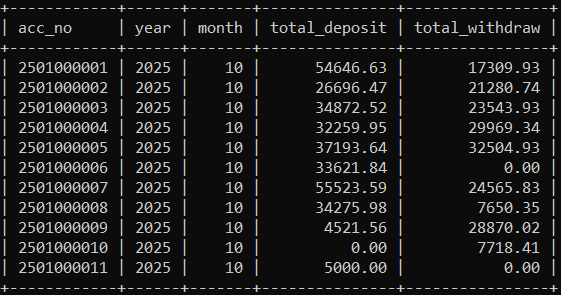 +------------+------+-------+---------------+----------------+
| acc_no     | year | month | total_deposit | total_withdraw |
+------------+------+-------+---------------+----------------+
| 2501000001 | 2025 |    10 |      54646.63 |       17309.93 |
| 2501000002 | 2025 |    10 |      26696.47 |       21280.74 |
| 2501000003 | 2025 |    10 |      34872.52 |       23543.93 |
| 2501000004 | 2025 |    10 |      32259.95 |       29969.34 |
| 2501000005 | 2025 |    10 |      37193.64 |       32504.93 |
| 2501000006 | 2025 |    10 |      33621.84 |           0.00 |
| 2501000007 | 2025 |    10 |      55523.59 |       24565.83 |
| 2501000008 | 2025 |    10 |      34275.98 |        7650.35 |
| 2501000009 | 2025 |    10 |       4521.56 |       28870.02 |
| 2501000010 | 2025 |    10 |          0.00 |        7718.41 |
| 2501000011 | 2025 |    10 |       5000.00 |           0.00 |
+------------+------+-------+---------------+----------------+